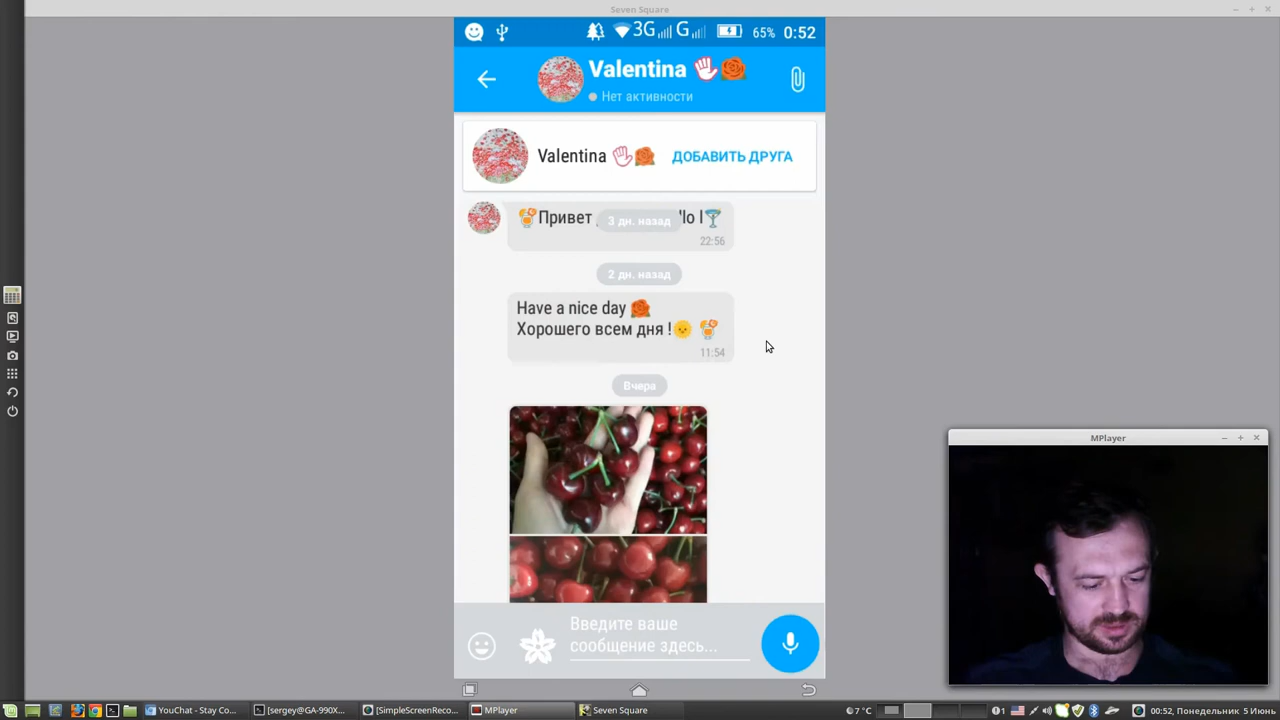 Seven Square
3G G 65% 0:52
Valentina
Нет активности
Valentina
ДОБАВИТЬ ДРУГА
Привет
llo !
3 дн. назад
22:56
2 дн. назад
Have a nice day
Хорошего всем дня !
11:54
Вчера
Введите ваше
сообщение здесь...
MPlayer
YouChat - Stay Co...
[sergey@GA-990X...
[SimpleScreenReco...
MPlayer
Seven Square
7 °C
1
00:52, Понедельник 5 Июнь